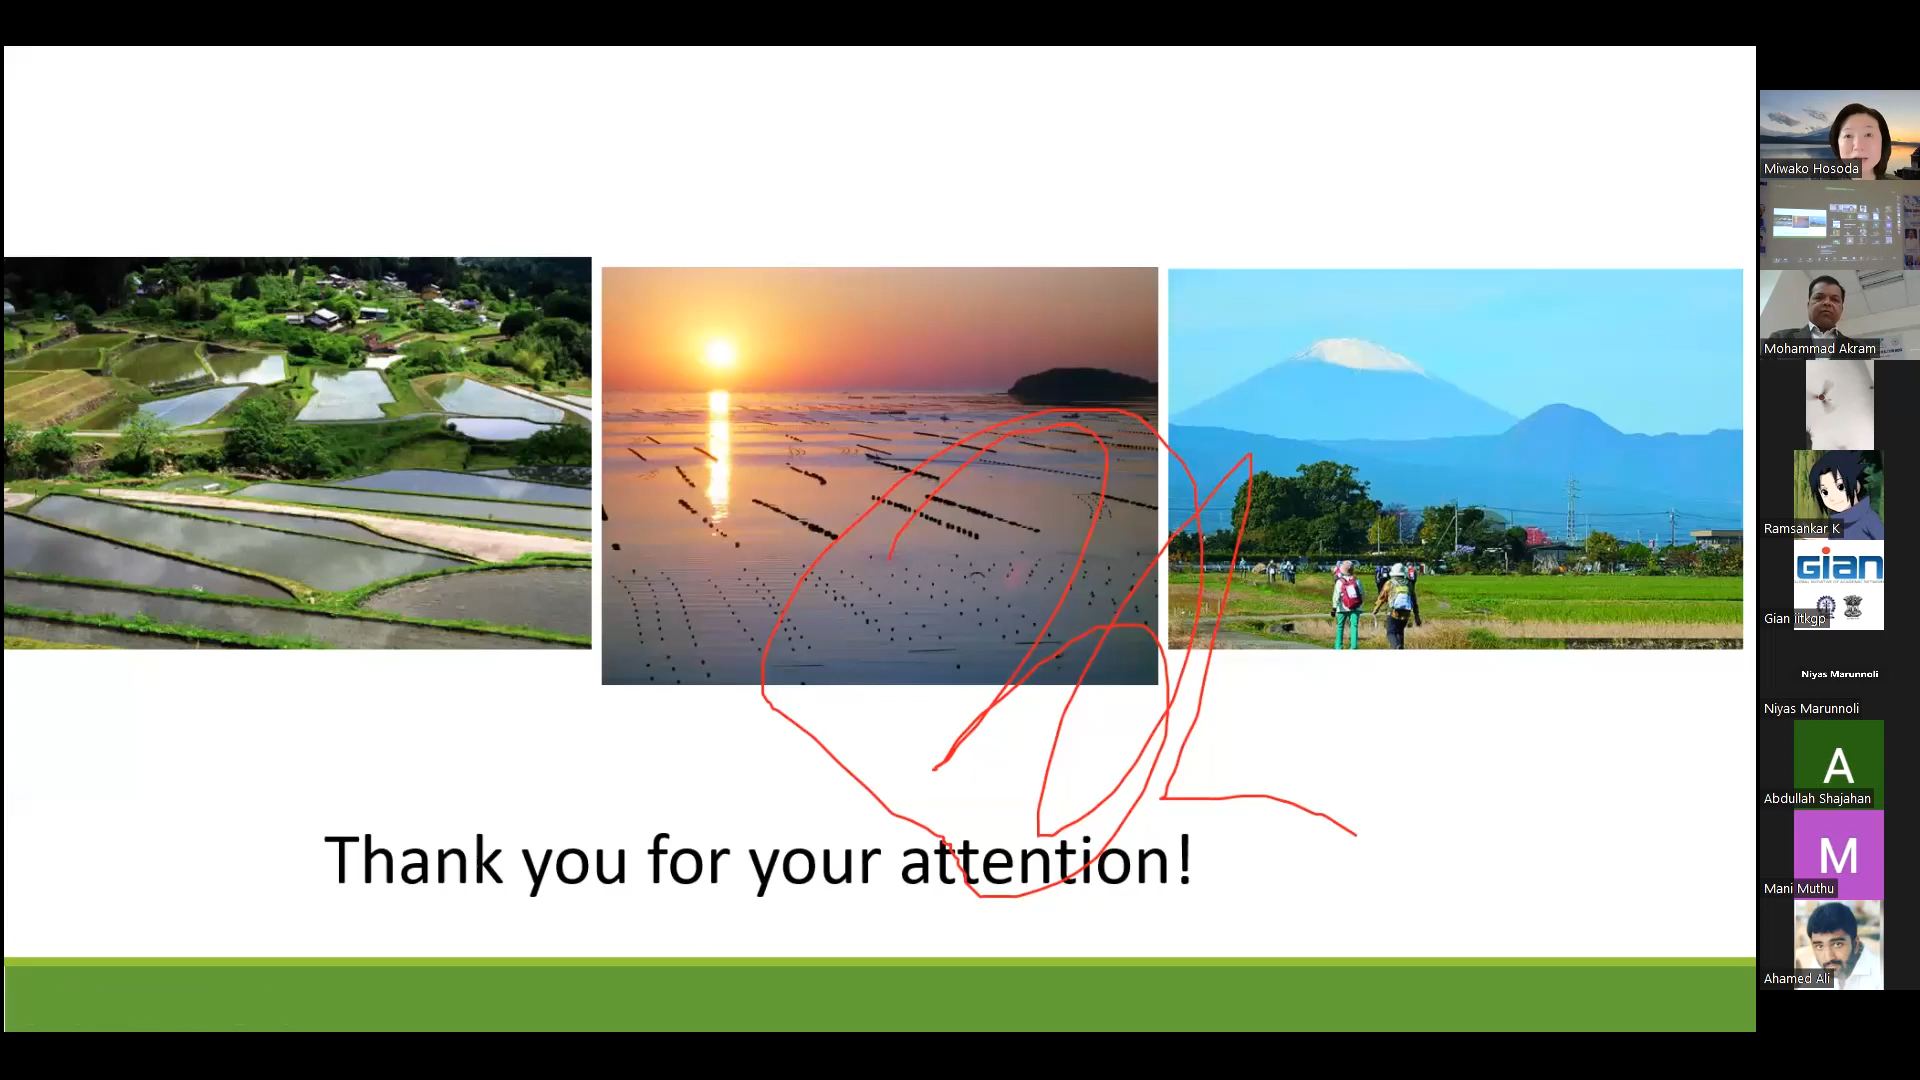 Thank you for your attention!
Miwako Hosoda
Mohammad Akram
Ramsankar K
GIAN
Gian iitkgp
Niyas Marunnoli
Niyas Marunnoli
A
Abdullah Shajahan
M
Mani Muthu
Ahamed Ali